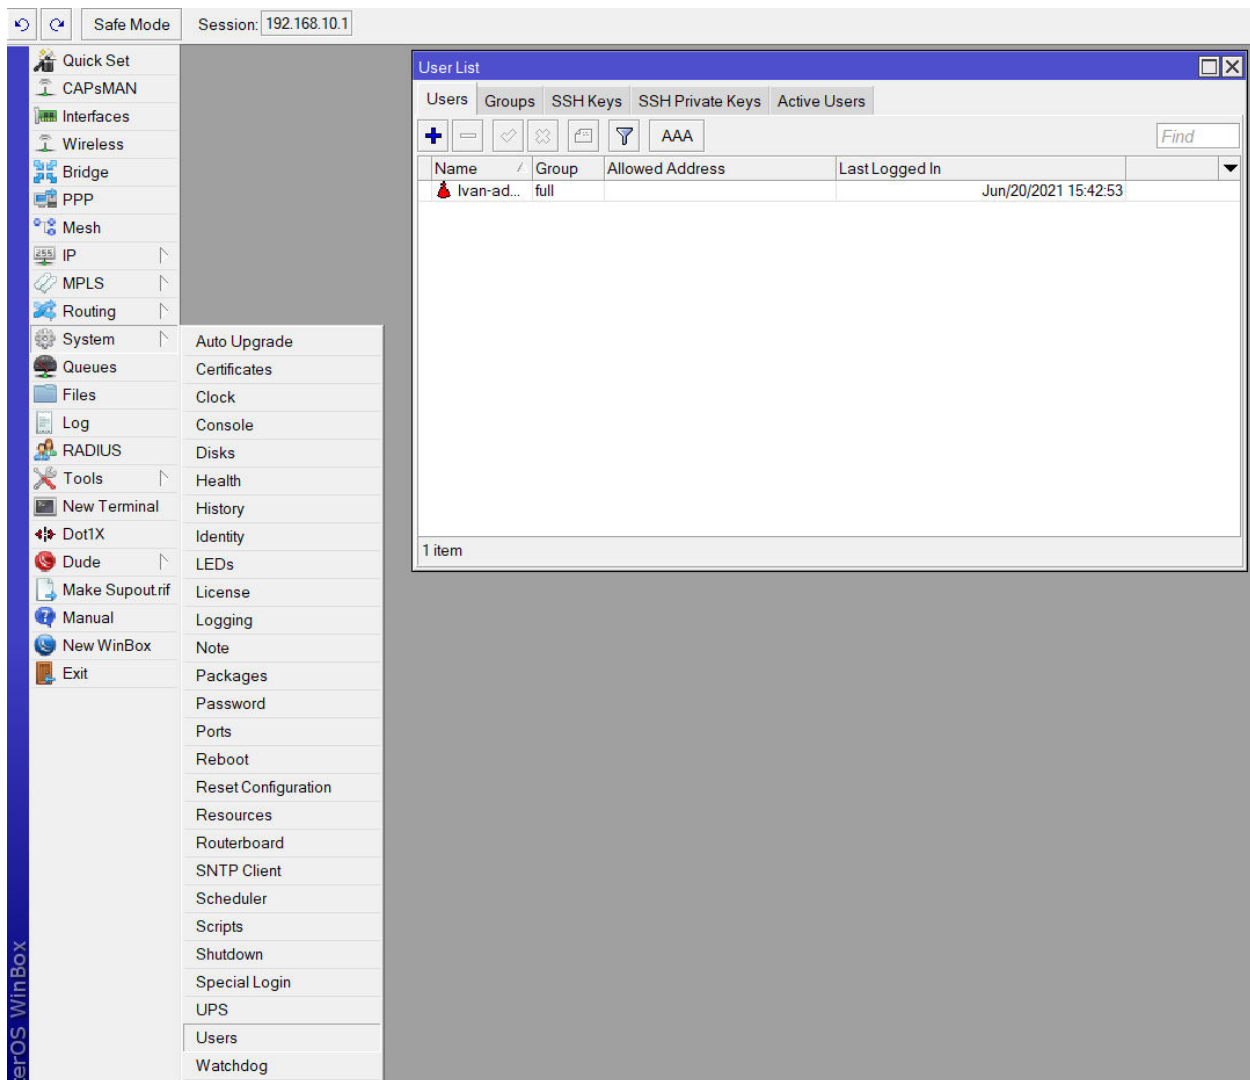 Safe Mode Session: 192.168.10.1
Quick Set
CAPsMAN
Interfaces
Wireless
Bridge
PPP
Mesh
IP
MPLS
Routing
System
Queues
Files
Log
RADIUS
Tools
New Terminal
Dot1X
Dude
Make Supout.rif
Manual
New WinBox
Exit
Auto Upgrade
Certificates
Clock
Console
Disks
Health
History
Identity
LEDs
License
Logging
Note
Packages
Password
Ports
Reboot
Reset Configuration
Resources
Routerboard
SNTP Client
Scheduler
Scripts
Shutdown
Special Login
UPS
Users
Watchdog
User List
Users Groups SSH Keys SSH Private Keys Active Users
AAA Find
Name Group Allowed Address Last Logged In
Ivan-ad... full Jun/20/2021 15:42:53
1 item
terOS WinBox